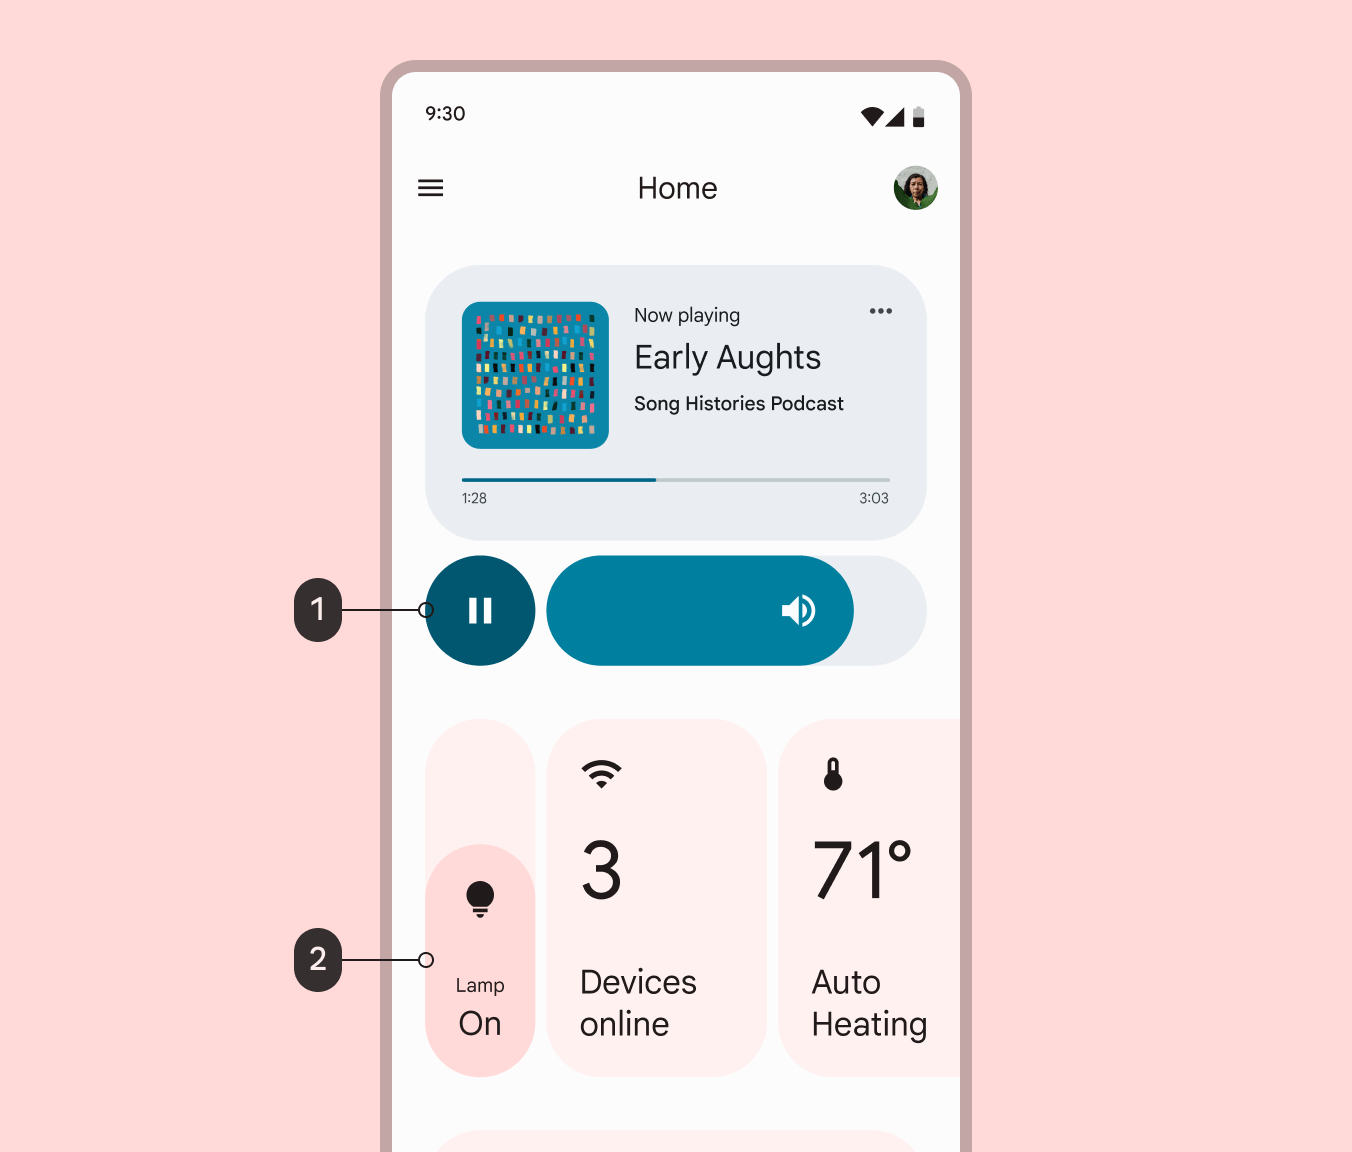 9:30
Home
Now playing
Early Aughts
Song Histories Podcast
1:28
3:03
1
2
Lamp
On
3
Devices
online
71°
Auto
Heating